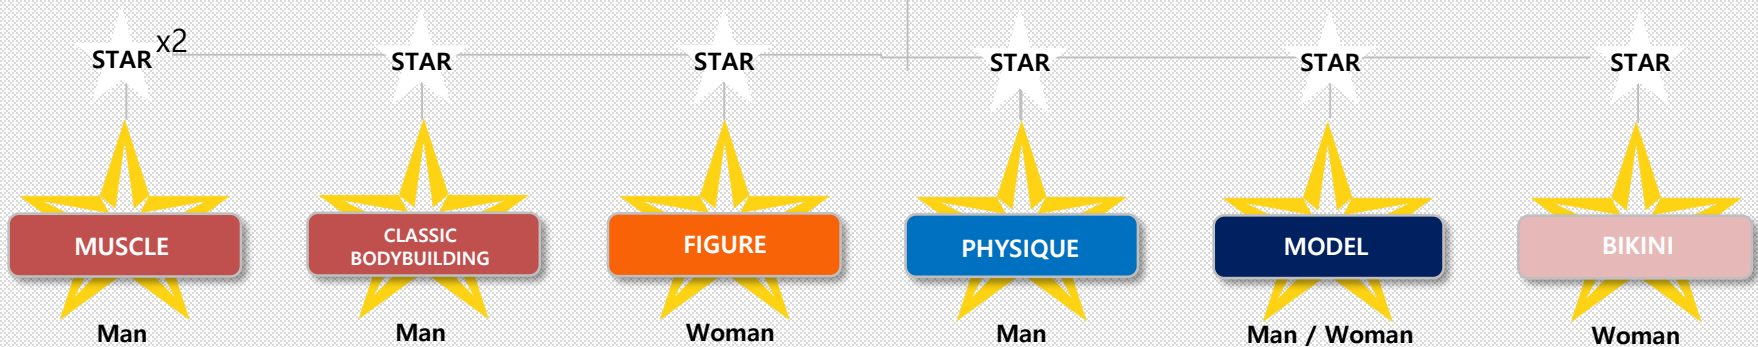 STAR x2 STAR STAR STAR STAR STAR
MUSCLE
CLASSIC
BODYBUILDING
FIGURE
PHYSIQUE
MODEL
BIKINI
Man Man Woman Man Man / Woman Woman